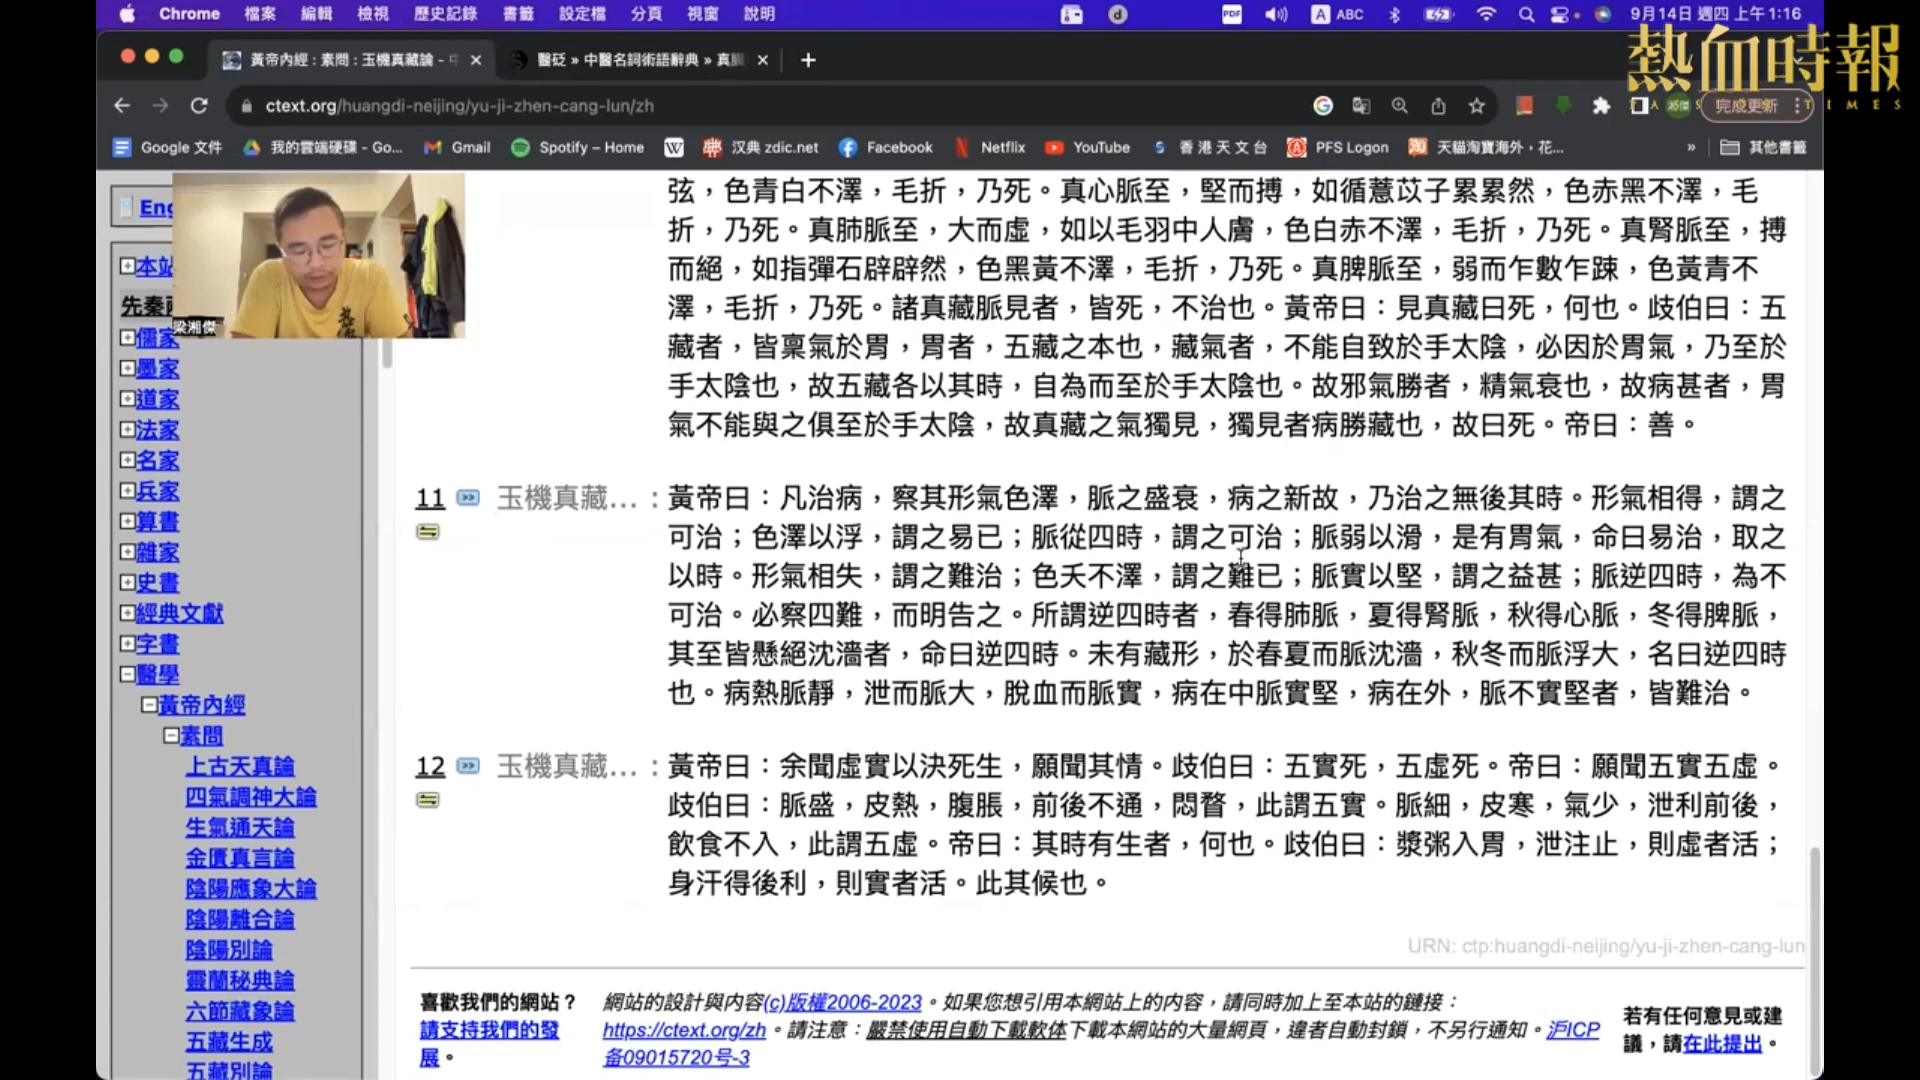 Chrome 檔案 編輯 檢視 歷史記錄 書籤 設定檔 分頁 視窗 說明
PDF A ABC 9月14日 週四 上午1:16
熱血時報
黃帝內經 : 素問 : 玉機真藏論 - 中
醫砭 » 中醫名詞術語辭典 » 真臟
ctext.org/huangdi-neijing/yu-ji-zhen-cang-lun/zh
完成更新
Google 文件 我的雲端硬碟 - Go... Gmail Spotify – Home W 汉典 zdic.net Facebook Netflix YouTube 香港天文台 PFS Logon 天貓淘寶海外，花... » 其他書籤
Eng
本站
先秦兩
儒家
墨家
道家
法家
名家
兵家
算書
雜家
史書
經典文獻
字書
醫學
黃帝內經
素問
上古天真論
四氣調神大論
生氣通天論
金匱真言論
陰陽應象大論
陰陽離合論
陰陽別論
靈蘭秘典論
六節藏象論
五藏生成
五藏別論
梁湘傑
弦，色青白不澤，毛折，乃死。真心脈至，堅而搏，如循薏苡子累累然，色赤黑不澤，毛
折，乃死。真肺脈至，大而虛，如以毛羽中人膚，色白赤不澤，毛折，乃死。真腎脈至，搏
而絕，如指彈石辟辟然，色黑黃不澤，毛折，乃死。真脾脈至，弱而乍數乍踈，色黃青不
澤，毛折，乃死。諸真藏脈見者，皆死，不治也。黃帝曰：見真藏曰死，何也。歧伯曰：五
藏者，皆稟氣於胃，胃者，五藏之本也，藏氣者，不能自致於手太陰，必因於胃氣，乃至於
手太陰也，故五藏各以其時，自為而至於手太陰也。故邪氣勝者，精氣衰也，故病甚者，胃
氣不能與之俱至於手太陰，故真藏之氣獨見，獨見者病勝藏也，故曰死。帝曰：善。
11 玉機真藏...：黃帝曰：凡治病，察其形氣色澤，脈之盛衰，病之新故，乃治之無後其時。形氣相得，謂之
可治；色澤以浮，謂之易已；脈從四時，謂之可治；脈弱以滑，是有胃氣，命曰易治，取之
以時。形氣相失，謂之難治；色夭不澤，謂之難已；脈實以堅，謂之益甚；脈逆四時，為不
可治。必察四難，而明告之。所謂逆四時者，春得肺脈，夏得腎脈，秋得心脈，冬得脾脈，
其至皆懸絕沈濇者，命曰逆四時。未有藏形，於春夏而脈沈濇，秋冬而脈浮大，名曰逆四時
也。病熱脈靜，泄而脈大，脫血而脈實，病在中脈實堅，病在外，脈不實堅者，皆難治。
12 玉機真藏...：黃帝曰：余聞虛實以決死生，願聞其情。歧伯曰：五實死，五虛死。帝曰：願聞五實五虛。
歧伯曰：脈盛，皮熱，腹脹，前後不通，悶瞀，此謂五實。脈細，皮寒，氣少，泄利前後，
飲食不入，此謂五虛。帝曰：其時有生者，何也。歧伯曰：漿粥入胃，泄注止，則虛者活；
身汗得後利，則實者活。此其候也。
URN: ctp:huangdi-neijing/yu-ji-zhen-cang-lun
喜歡我們的網站？
請支持我們的發
展。
網站的設計與內容(c)版權2006-2023。如果您想引用本網站上的內容，請同時加上至本站的鏈接：
https://ctext.org/zh。請注意：嚴禁使用自動下載軟体下載本網站的大量網頁，違者自動封鎖，不另行通知。沪ICP
备09015720号-3
若有任何意見或建
議，請在此提出。